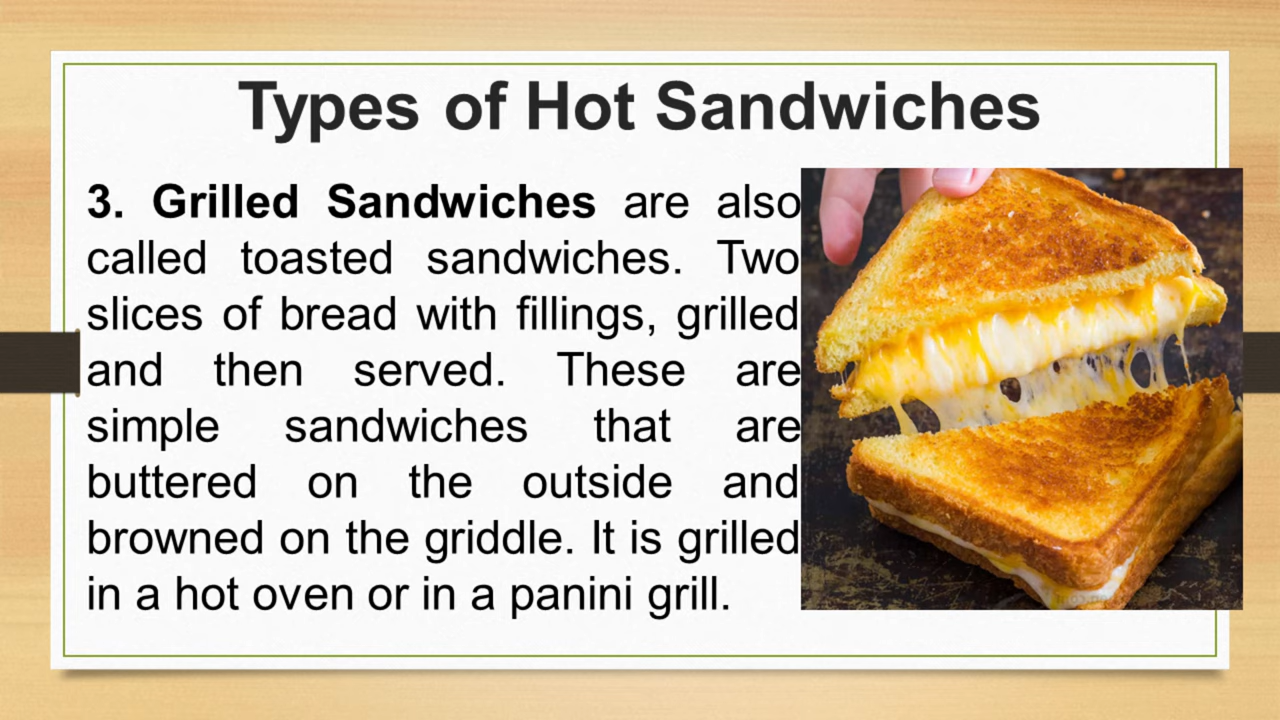 Types of Hot Sandwiches
3. Grilled Sandwiches are also
called toasted sandwiches. Two
slices of bread with fillings, grilled
and then served. These are
simple sandwiches that are
buttered on the outside and
browned on the griddle. It is grilled
in a hot oven or in a panini grill.